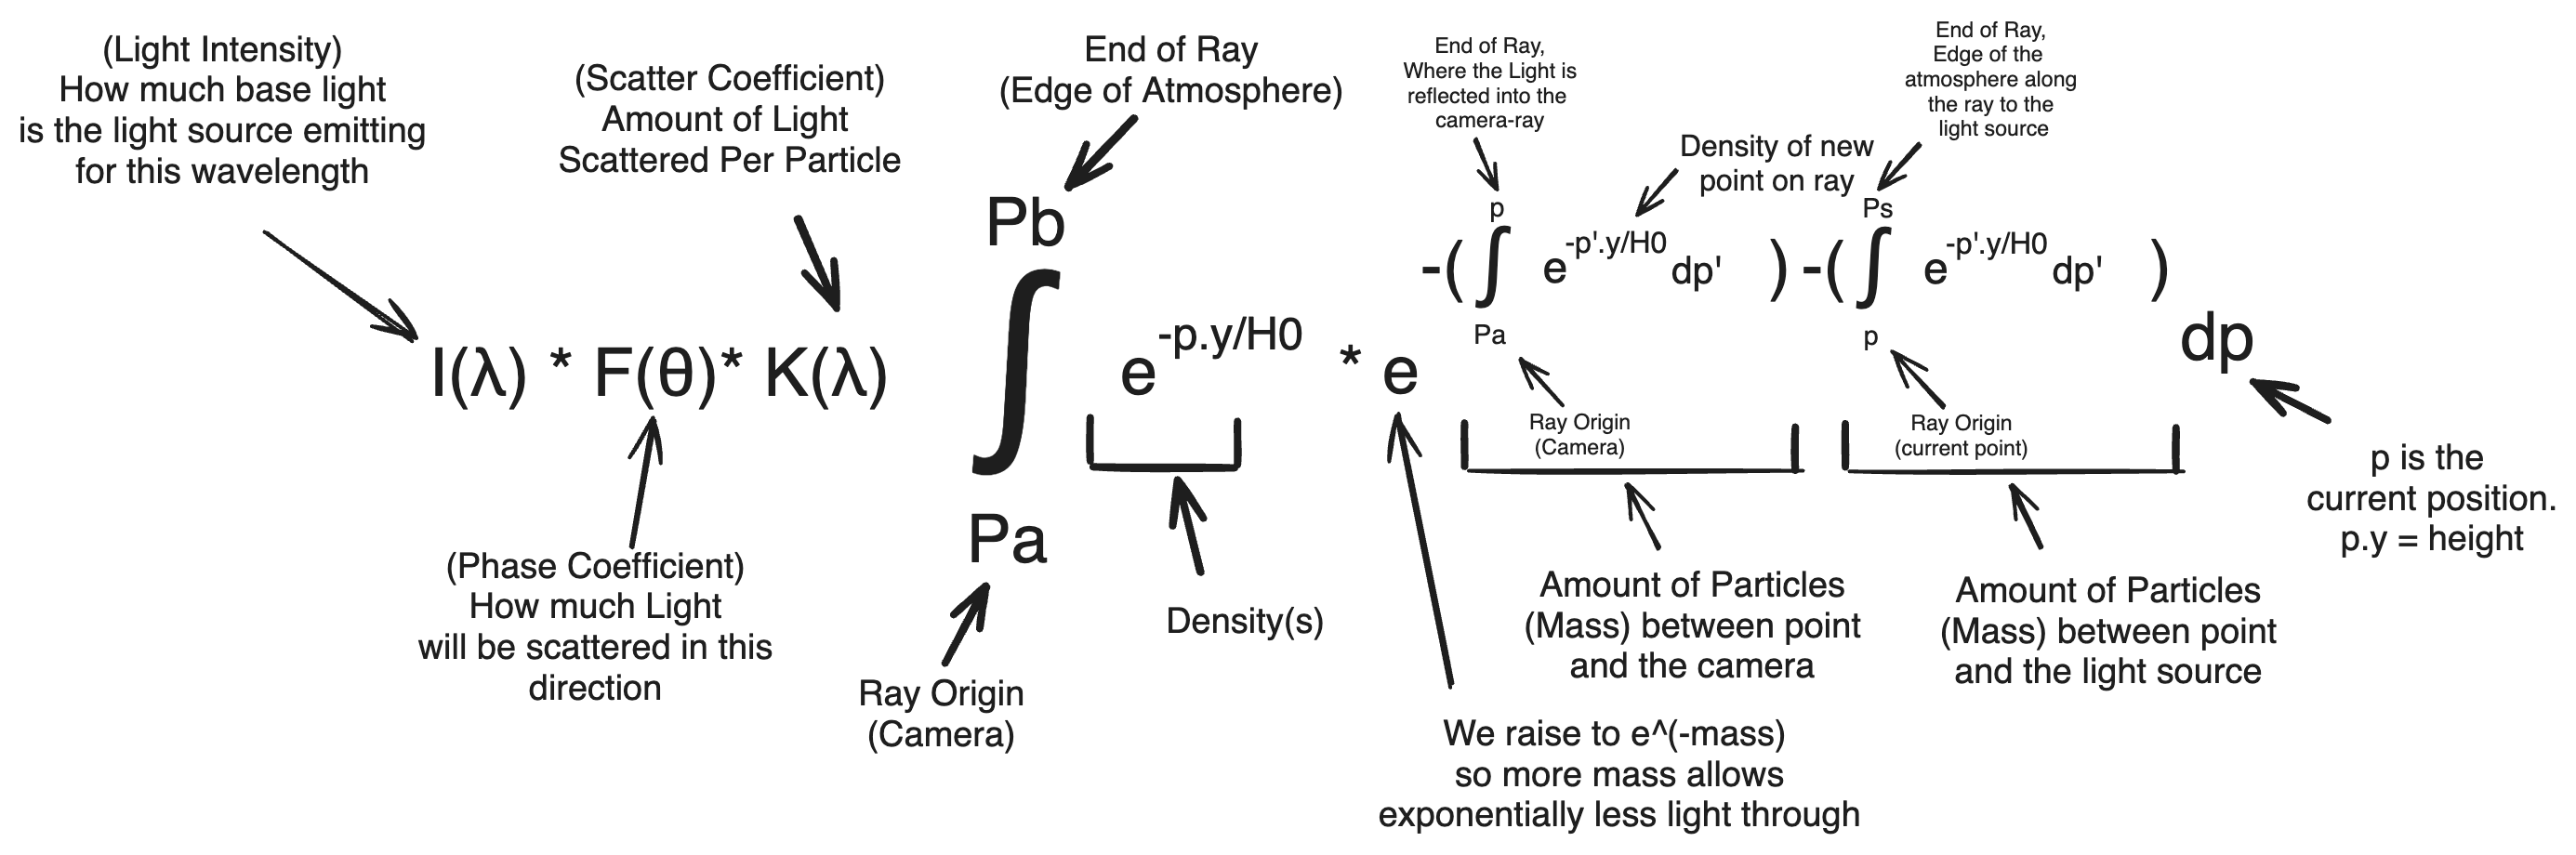 (Light Intensity)
How much base light
is the light source emitting
for this wavelength
(Scatter Coefficient)
Amount of Light
Scattered Per Particle
End of Ray
(Edge of Atmosphere)
End of Ray,
Where the Light is
reflected into the
camera-ray
Density of new
point on ray
End of Ray,
Edge of the
atmosphere along
the ray to the
light source
I(λ) * F(θ)* K(λ)
Pb
∫
Pa
e^-p.y/H0 * e
p
-(∫ e^-p'.y/H0 dp' )
Pa
Ps
-(∫ e^-p'.y/H0 dp' )
p
dp
Ray Origin
(Camera)
Ray Origin
(current point)
p is the
current position.
p.y = height
(Phase Coefficient)
How much Light
will be scattered in this
direction
Ray Origin
(Camera)
Density(s)
We raise to e^(-mass)
so more mass allows
exponentially less light through
Amount of Particles
(Mass) between point
and the camera
Amount of Particles
(Mass) between point
and the light source